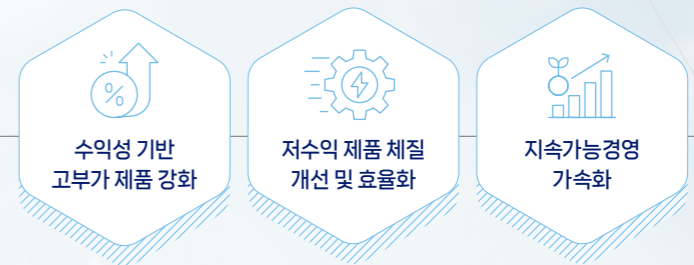 %
수익성 기반
고부가 제품 강화
저수익 제품 체질
개선 및 효율화
지속가능경영
가속화